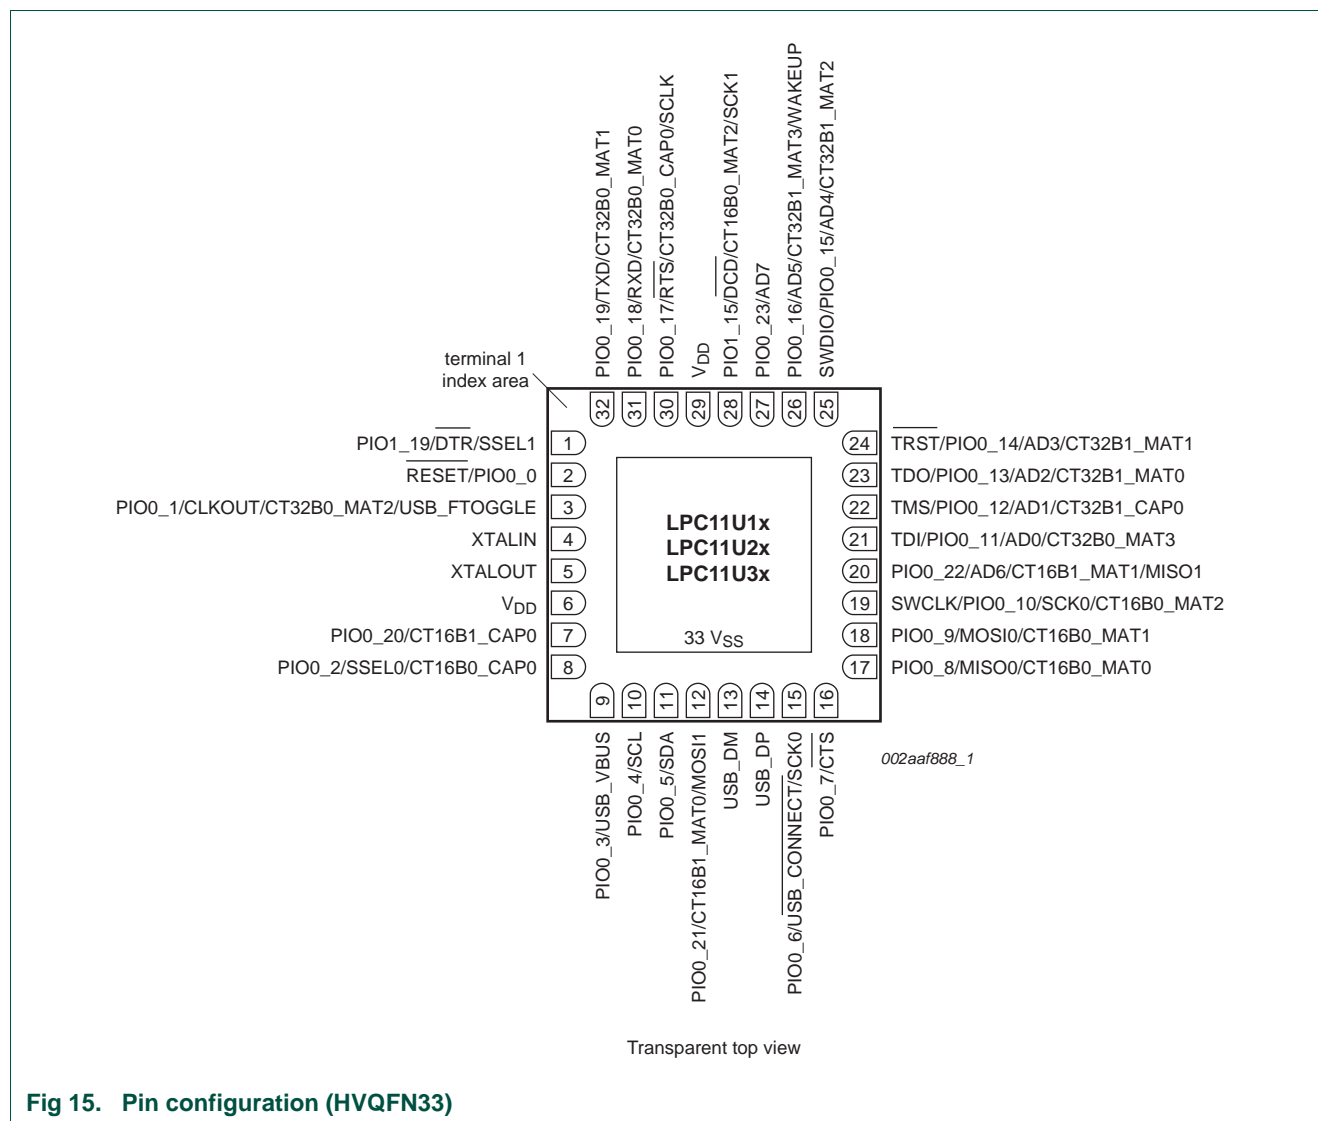 PIO0_19/TXD/CT32B0_MAT1
PIO0_18/RXD/CT32B0_MAT0
PIO0_17/RTS/CT32B0_CAP0/SCLK
VDD
PIO1_15/DCD/CT16B0_MAT2/SCK1
PIO0_23/AD7
PIO0_16/AD5/CT32B1_MAT3/WAKEUP
SWDIO/PIO0_15/AD4/CT32B1_MAT2
terminal 1
index area
32 31 30 29 28 27 26 25
PIO1_19/DTR/SSEL1 1
RESET/PIO0_0 2
PIO0_1/CLKOUT/CT32B0_MAT2/USB_FTOGGLE 3
XTALIN 4
XTALOUT 5
VDD 6
PIO0_20/CT16B1_CAP0 7
PIO0_2/SSEL0/CT16B0_CAP0 8
LPC11U1x
LPC11U2x
LPC11U3x
33 VSS
24 TRST/PIO0_14/AD3/CT32B1_MAT1
23 TDO/PIO0_13/AD2/CT32B1_MAT0
22 TMS/PIO0_12/AD1/CT32B1_CAP0
21 TDI/PIO0_11/AD0/CT32B0_MAT3
20 PIO0_22/AD6/CT16B1_MAT1/MISO1
19 SWCLK/PIO0_10/SCK0/CT16B0_MAT2
18 PIO0_9/MOSI0/CT16B0_MAT1
17 PIO0_8/MISO0/CT16B0_MAT0
9 10 11 12 13 14 15 16
PIO0_3/USB_VBUS
PIO0_4/SCL
PIO0_5/SDA
PIO0_21/CT16B1_MAT0/MOSI1
USB_DM
USB_DP
PIO0_6/USB_CONNECT/SCK0
PIO0_7/CTS
002aaf888_1
Transparent top view
Fig 15. Pin configuration (HVQFN33)